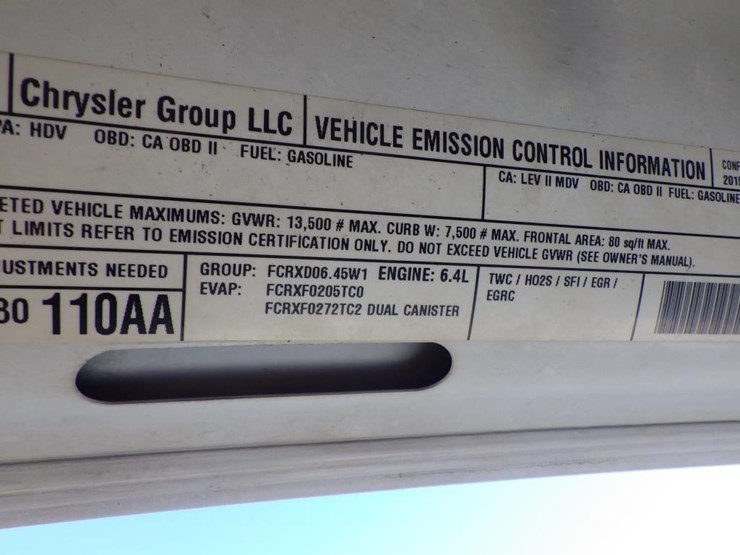 Chrysler Group LLC
VEHICLE EMISSION CONTROL INFORMATION
CONF
A: HDV OBD: CA OBD II FUEL: GASOLINE
CA: LEV II MDV OBD: CA OBD II FUEL: GASOLINE
ETED VEHICLE MAXIMUMS: GVWR: 13,500 # MAX. CURB W: 7,500 # MAX. FRONTAL AREA: 80 sq/ft MAX.
T LIMITS REFER TO EMISSION CERTIFICATION ONLY. DO NOT EXCEED VEHICLE GVWR (SEE OWNER'S MANUAL).
USTMENTS NEEDED
80 110AA
GROUP: FCRXD06.45W1 ENGINE: 6.4L
EVAP: FCRXF0205TC0
FCRXF0272TC2 DUAL CANISTER
TWC / HO2S / SFI / EGR /
EGRC